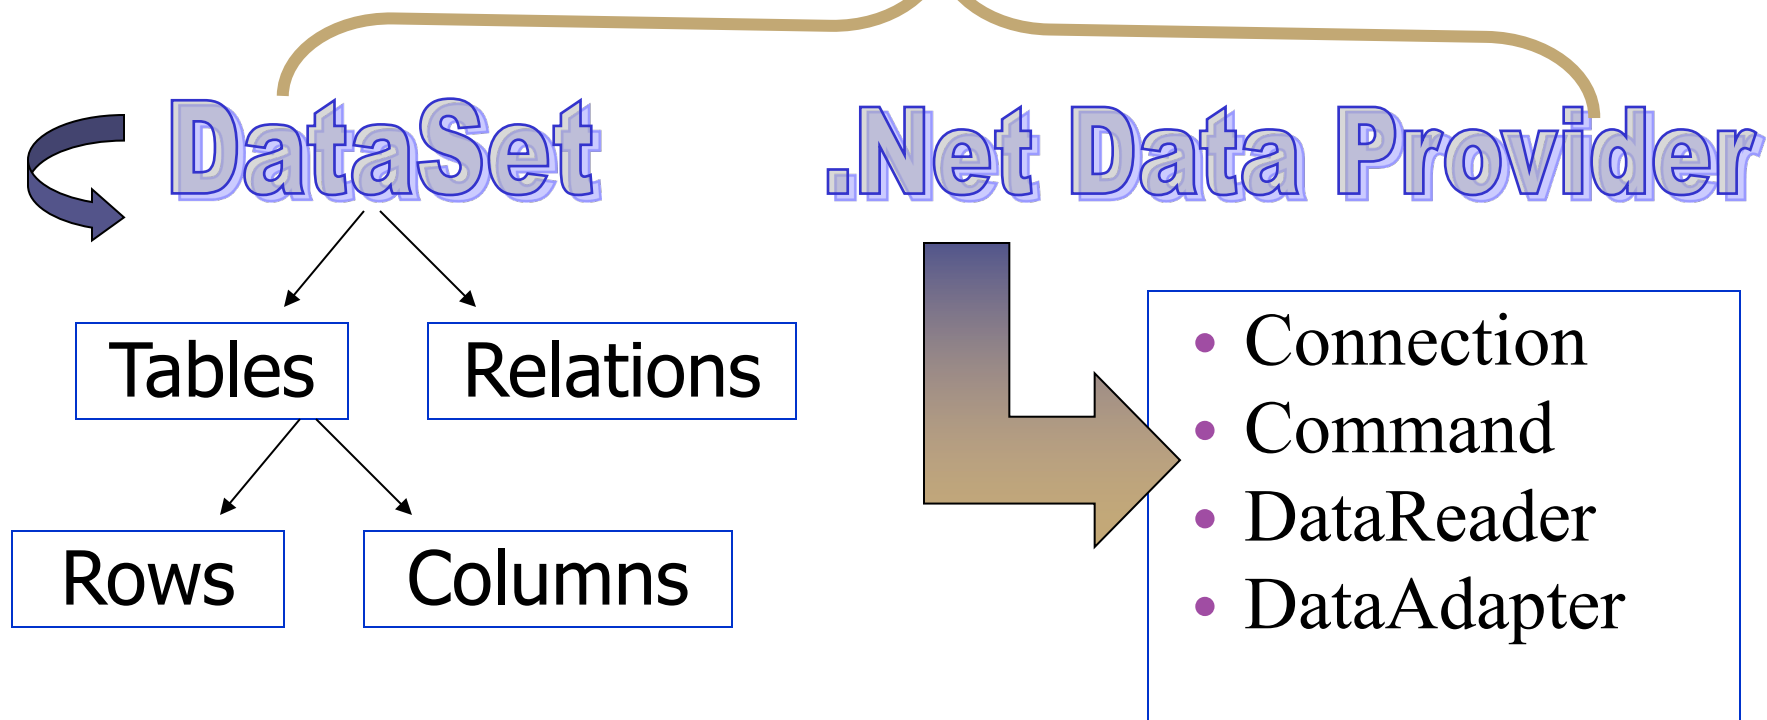 DataSet
.Net Data Provider
Tables
Relations
Rows
Columns
• Connection
• Command
• DataReader
• DataAdapter